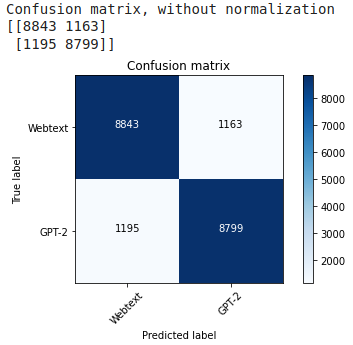 Confusion matrix, without normalization
[[8843 1163]
 [1195 8799]]
Confusion matrix
True label
Webtext
GPT-2
8843
1163
1195
8799
8000
7000
6000
5000
4000
3000
2000
Webtext
GPT-2
Predicted label